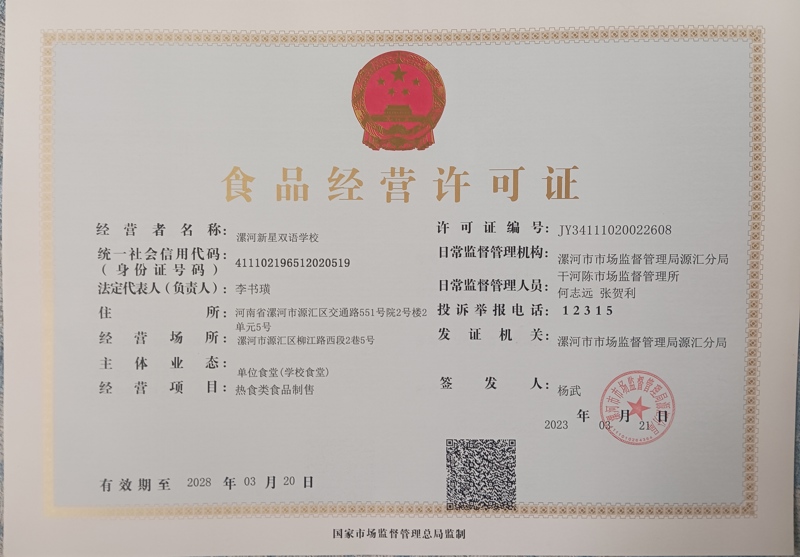 食品经营许可证
经营者名称：漯河新星双语学校
统一社会信用代码：
（身份证号码）411102196512020519
法定代表人（负责人）：李书璜
住所：河南省漯河市源汇区交通路551号院2号楼2
单元5号
经营场所：漯河市源汇区柳江路西段2巷5号
主体业态：单位食堂(学校食堂)
经营项目：热食类食品制售
许可证编号：JY34111020022608
日常监督管理机构：漯河市市场监督管理局源汇分局
干河陈市场监督管理所
日常监督管理人员：何志远 张贺利
投诉举报电话：12315
发证机关：漯河市市场监督管理局源汇分局
签发人：杨武
2023年03月21日
有效期至 2028 年 03 月 20 日
国家市场监督管理总局监制